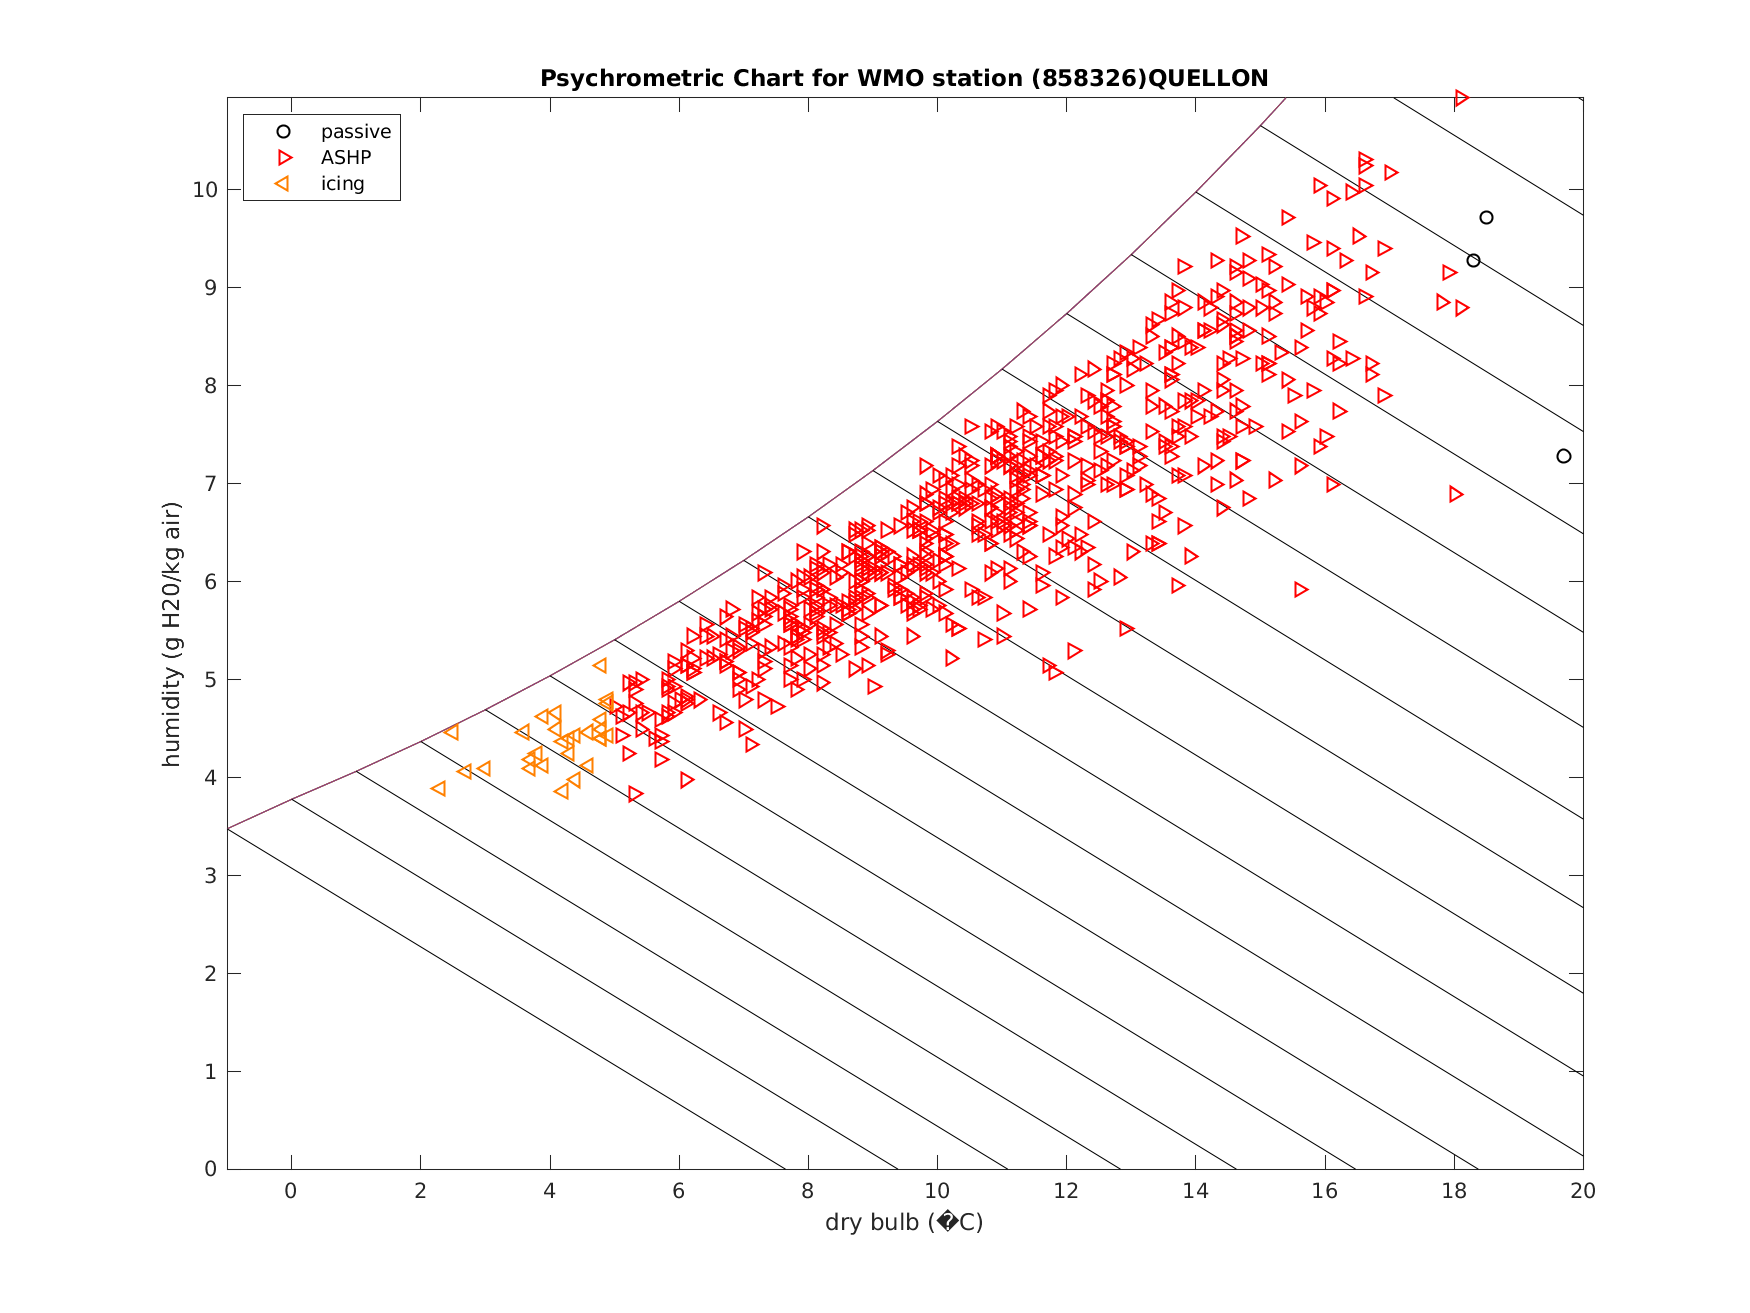 Psychrometric Chart for WMO station (858326)QUELLON
passive
ASHP
icing
humidity (g H20/kg air)
10
9
8
7
6
5
4
3
2
1
0
0 2 4 6 8 10 12 14 16 18 20
dry bulb (�C)